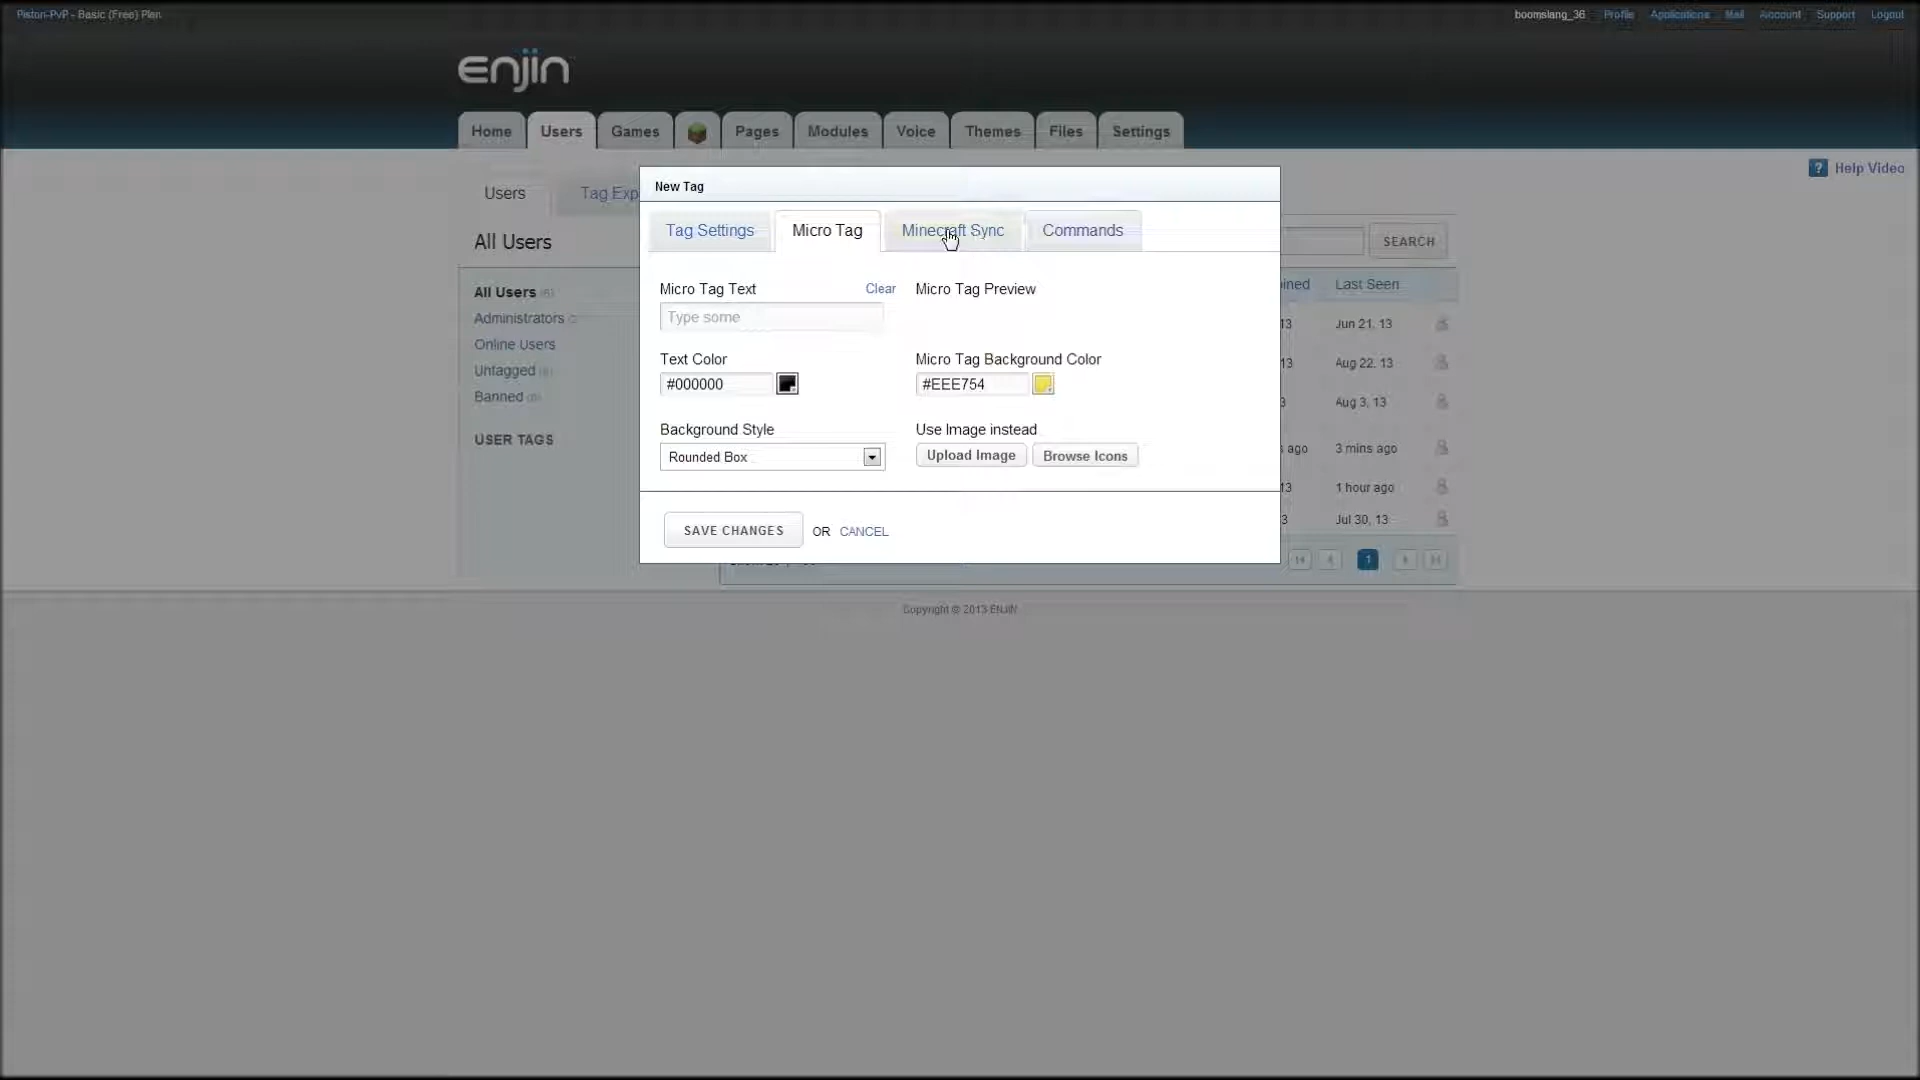 Piston-PvP - Basic (Free) Plan
boomslang_36 Profile Applications Mail Account Support Logout
enjin
Home Users Games Pages Modules Voice Themes Files Settings
? Help Video
Users Tag Exp
New Tag
Tag Settings Micro Tag Minecraft Sync Commands
All Users
SEARCH
Micro Tag Text Clear Micro Tag Preview
Type some
All Users
Last Seen
Administrators
Online Users
Untagged
Banned
USER TAGS
Text Color Micro Tag Background Color
#000000 #EEE754
Background Style Use Image instead
Rounded Box Upload Image Browse Icons
SAVE CHANGES OR CANCEL
13 Jun 21, 13
13 Aug 22, 13
3 Aug 3, 13
ago 3 mins ago
13 1 hour ago
3 Jul 30, 13
1
Copyright © 2013 ENJIN